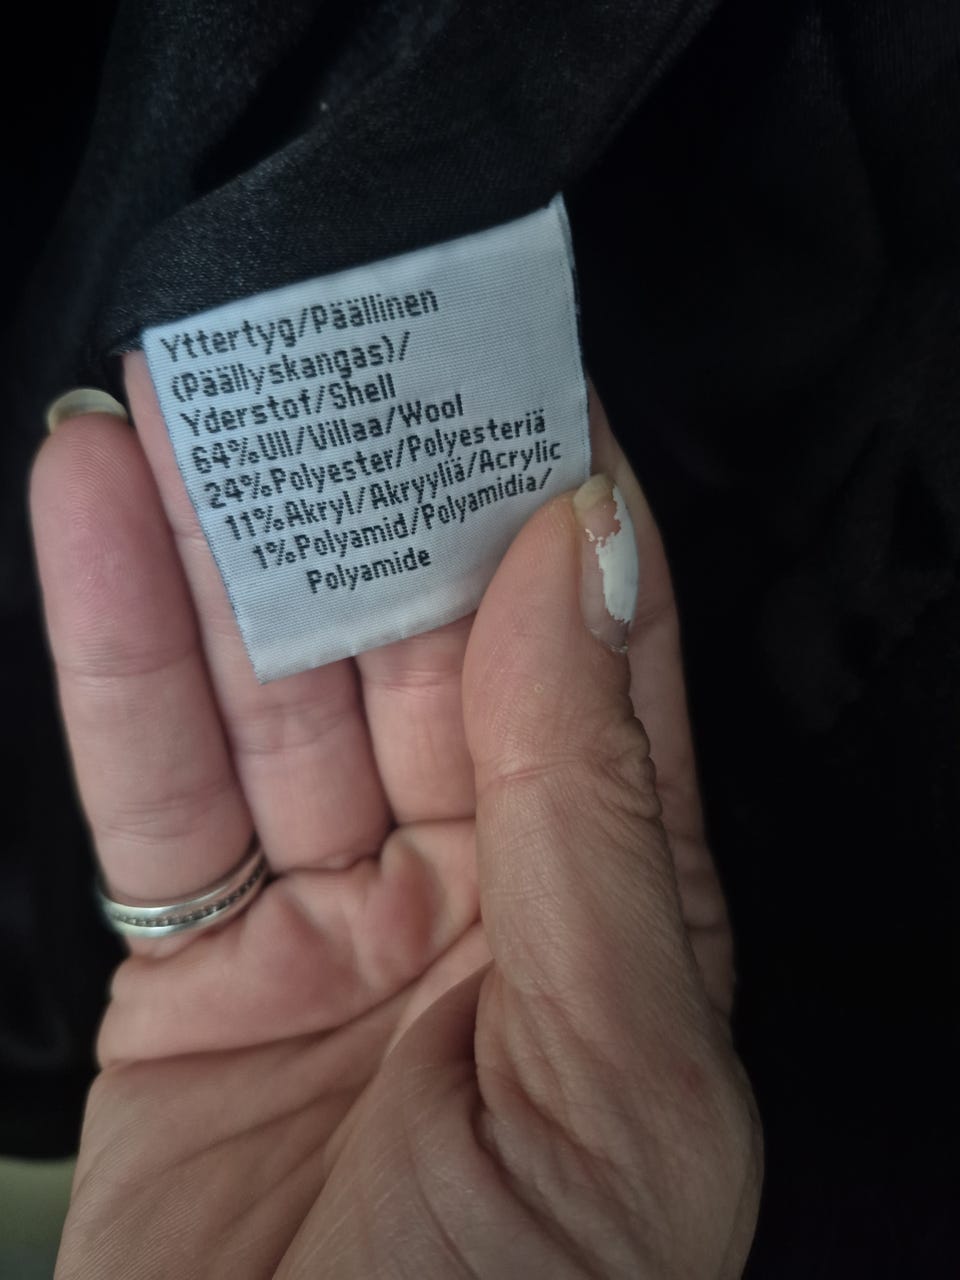 Yttertyg/Päällinen
(Päällyskangas)/
Yderstof/Shell
64%Ull/Villaa/Wool
24%Polyester/Polyesteriä
11%Akryl/Akryyliä/Acrylic
1%Polyamid/Polyamidia/
Polyamide